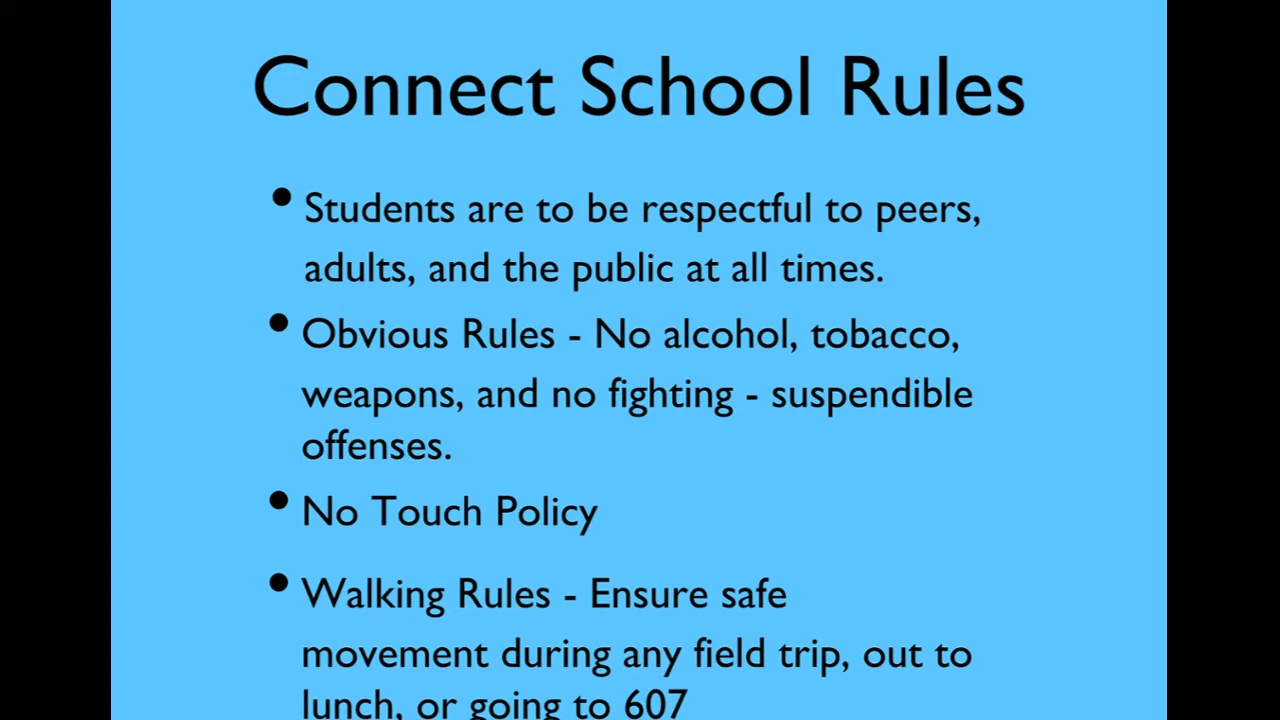 Connect School Rules
• Students are to be respectful to peers,
adults, and the public at all times.
• Obvious Rules - No alcohol, tobacco,
weapons, and no fighting - suspendible
offenses.
• No Touch Policy
• Walking Rules - Ensure safe
movement during any field trip, out to
lunch, or going to 607